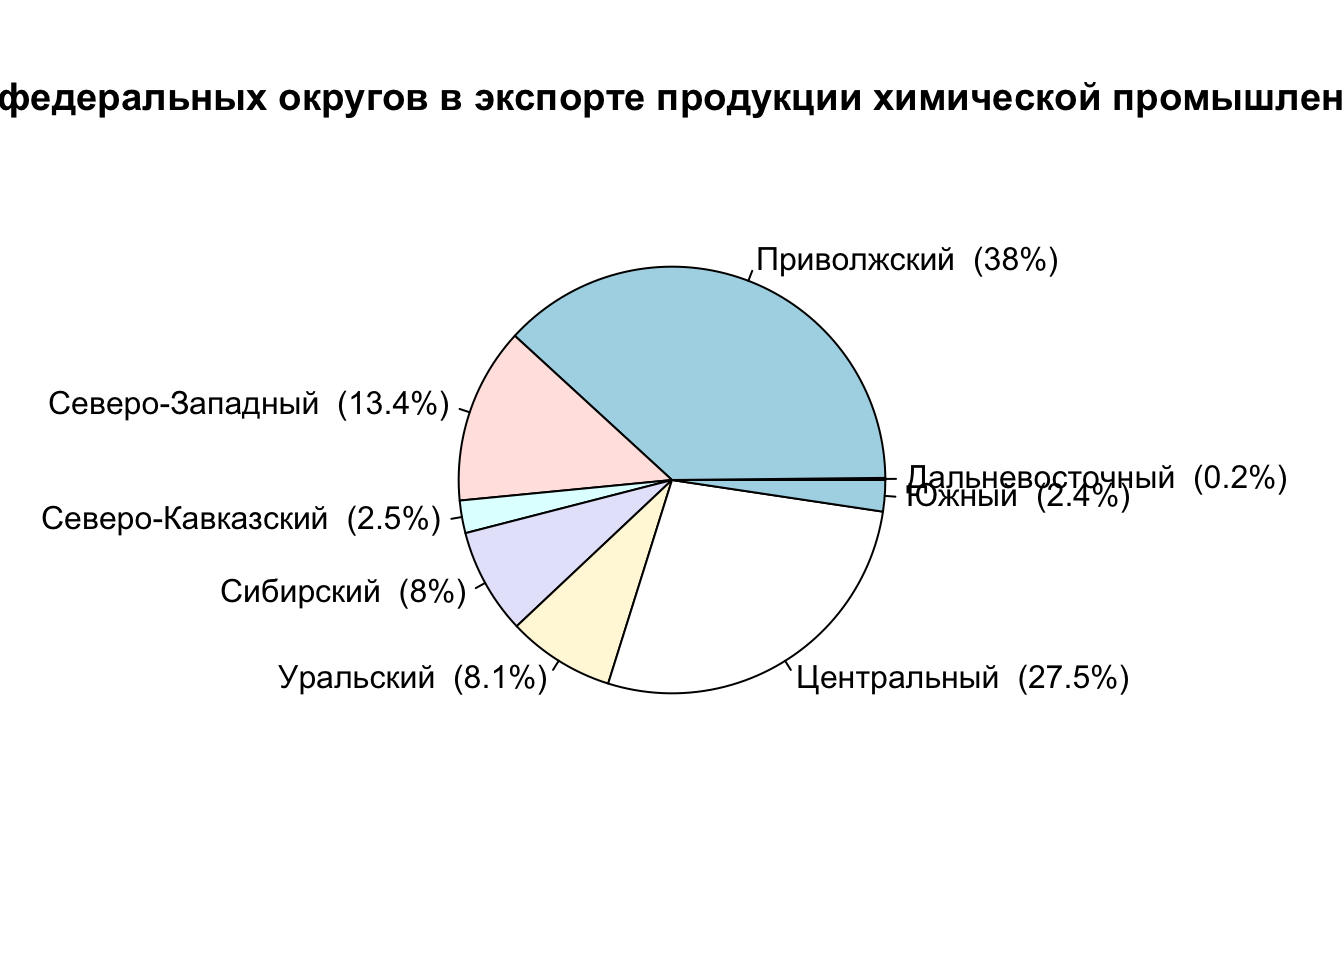 федеральных округов в экспорте продукции химической промышлен
Приволжский (38%)
Северо-Западный (13.4%)
Дальневосточный (0.2%)
Южный (2.4%)
Северо-Кавказский (2.5%)
Сибирский (8%)
Уральский (8.1%)
Центральный (27.5%)